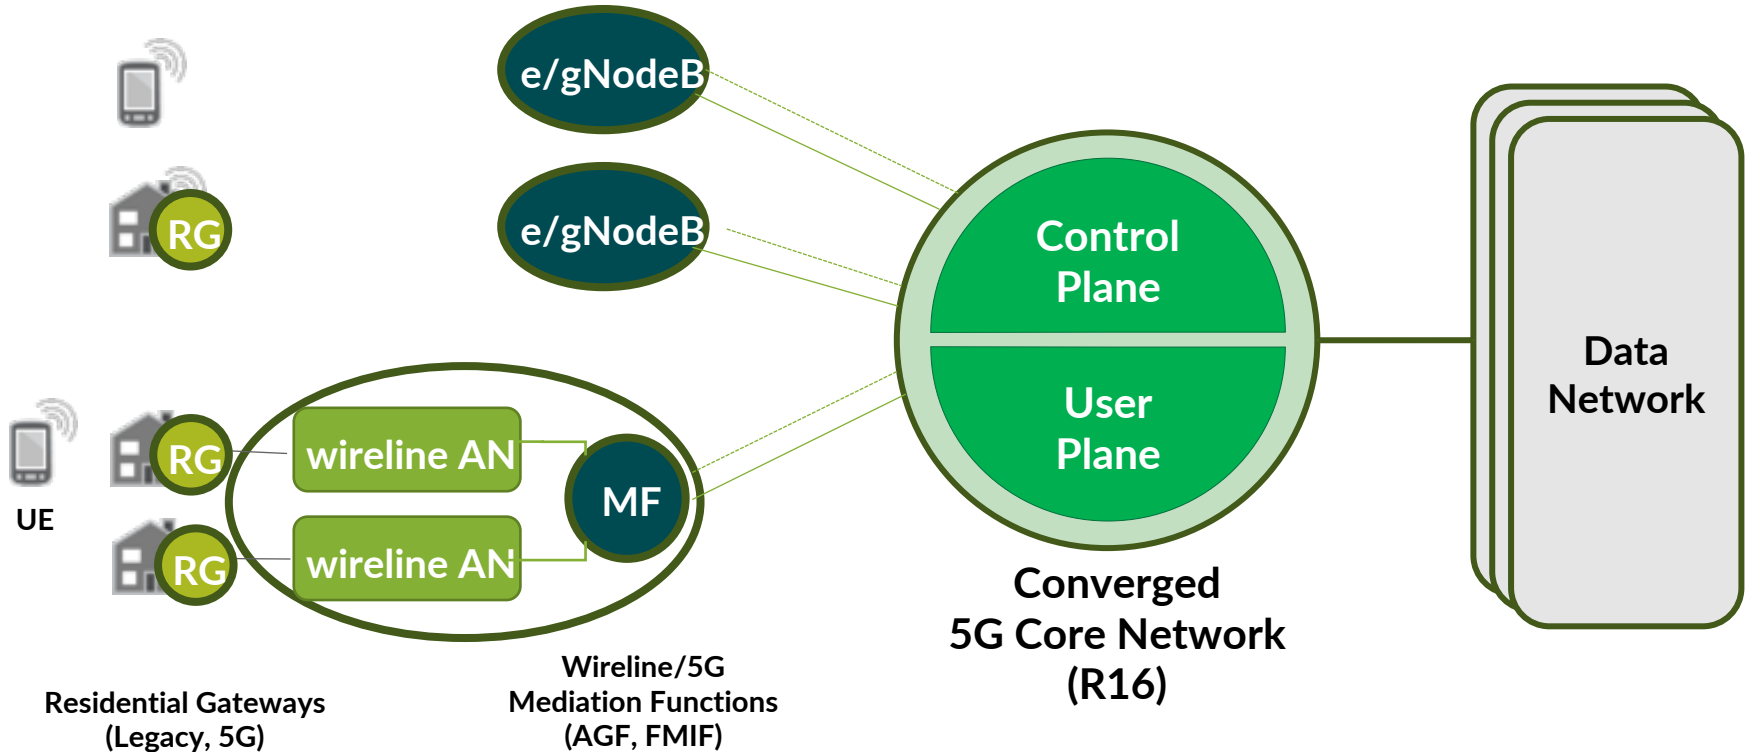 e/gNodeB
RG
e/gNodeB
Control
Plane
User
Plane
Data
Network
UE
RG
wireline AN
MF
RG
wireline AN
Converged
5G Core Network
(R16)
Residential Gateways
(Legacy, 5G)
Wireline/5G
Mediation Functions
(AGF, FMIF)